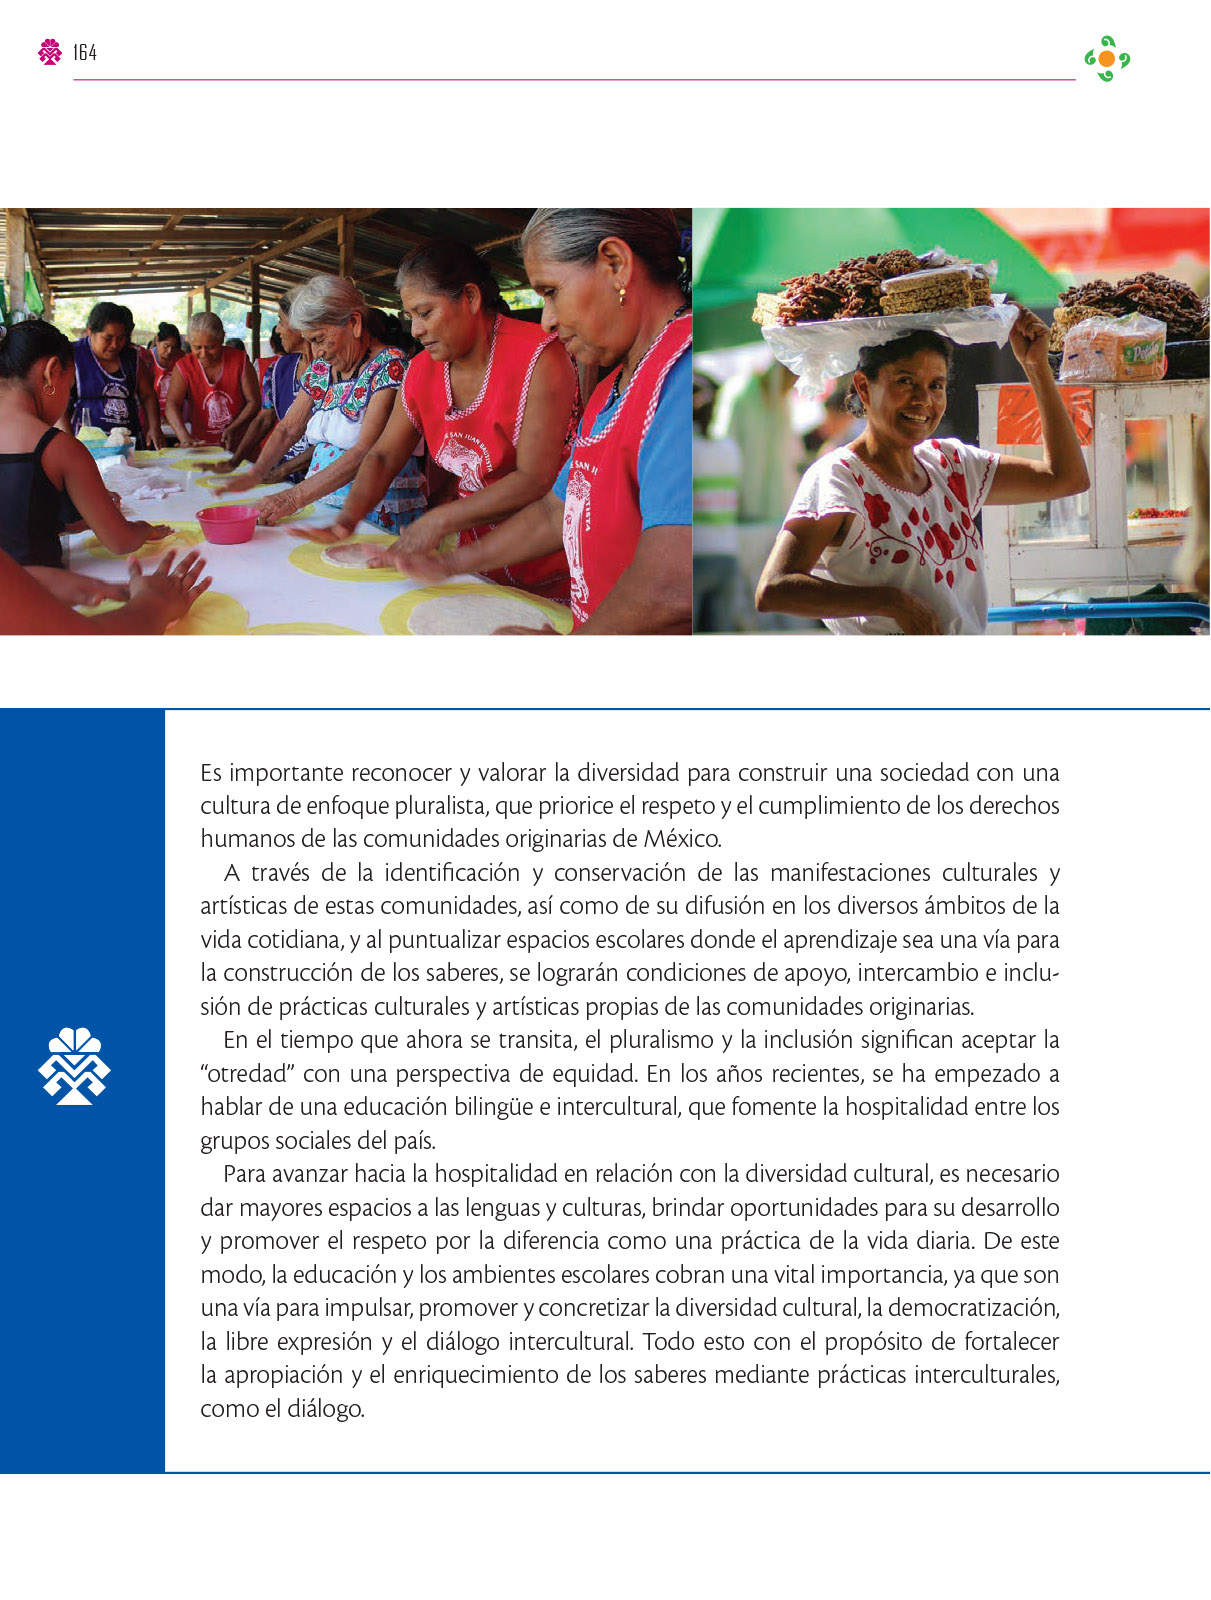 164
E SAN JUAN BAUTISTA
Es importante reconocer y valorar la diversidad para construir una sociedad con una
cultura de enfoque pluralista, que priorice el respeto y el cumplimiento de los derechos
humanos de las comunidades originarias de México.
A través de la identificación y conservación de las manifestaciones culturales y
artísticas de estas comunidades, así como de su difusión en los diversos ámbitos de la
vida cotidiana, y al puntualizar espacios escolares donde el aprendizaje sea una vía para
la construcción de los saberes, se lograrán condiciones de apoyo, intercambio e inclu-
sión de prácticas culturales y artísticas propias de las comunidades originarias.
En el tiempo que ahora se transita, el pluralismo y la inclusión significan aceptar la
“otredad” con una perspectiva de equidad. En los años recientes, se ha empezado a
hablar de una educación bilingüe e intercultural, que fomente la hospitalidad entre los
grupos sociales del país.
Para avanzar hacia la hospitalidad en relación con la diversidad cultural, es necesario
dar mayores espacios a las lenguas y culturas, brindar oportunidades para su desarrollo
y promover el respeto por la diferencia como una práctica de la vida diaria. De este
modo, la educación y los ambientes escolares cobran una vital importancia, ya que son
una vía para impulsar, promover y concretizar la diversidad cultural, la democratización,
la libre expresión y el diálogo intercultural. Todo esto con el propósito de fortalecer
la apropiación y el enriquecimiento de los saberes mediante prácticas interculturales,
como el diálogo.